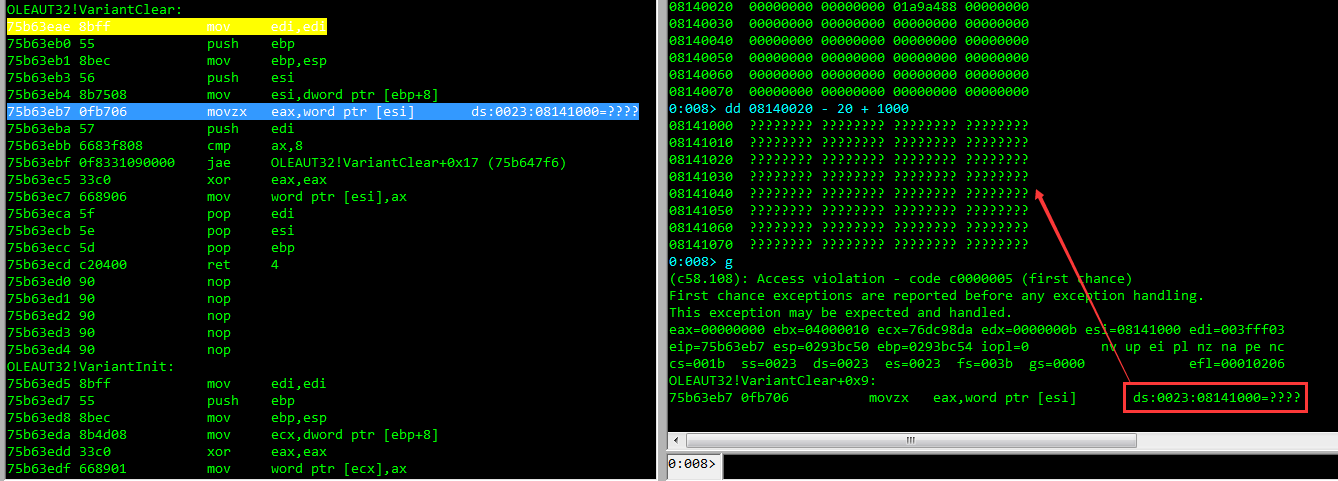 OLEAUT32!VariantClear:
75b63eae 8bff mov edi,edi
75b63eb0 55 push ebp
75b63eb1 8bec mov ebp,esp
75b63eb3 56 push esi
75b63eb4 8b7508 mov esi,dword ptr [ebp+8]
75b63eb7 0fb706 movzx eax,word ptr [esi] ds:0023:08141000=????
75b63eba 57 push edi
75b63ebb 6683f808 cmp ax,8
75b63ebf 0f8331090000 jae OLEAUT32!VariantClear+0x17 (75b647f6)
75b63ec5 33c0 xor eax,eax
75b63ec7 668906 mov word ptr [esi],ax
75b63eca 5f pop edi
75b63ecb 5e pop esi
75b63ecc 5d pop ebp
75b63ecd c20400 ret 4
75b63ed0 90 nop
75b63ed1 90 nop
75b63ed2 90 nop
75b63ed3 90 nop
75b63ed4 90 nop
OLEAUT32!VariantInit:
75b63ed5 8bff mov edi,edi
75b63ed7 55 push ebp
75b63ed8 8bec mov ebp,esp
75b63eda 8b4d08 mov ecx,dword ptr [ebp+8]
75b63edd 33c0 xor eax,eax
75b63edf 668901 mov word ptr [ecx],ax
08140020 00000000 00000000 01a9a488 00000000
08140030 00000000 00000000 00000000 00000000
08140040 00000000 00000000 00000000 00000000
08140050 00000000 00000000 00000000 00000000
08140060 00000000 00000000 00000000 00000000
08140070 00000000 00000000 00000000 00000000
0:008> dd 08140020 - 20 + 1000
08141000 ???????? ???????? ???????? ????????
08141010 ???????? ???????? ???????? ????????
08141020 ???????? ???????? ???????? ????????
08141030 ???????? ???????? ???????? ????????
08141040 ???????? ???????? ???????? ????????
08141050 ???????? ???????? ???????? ????????
08141060 ???????? ???????? ???????? ????????
08141070 ???????? ???????? ???????? ????????
0:008> g
(c58.108): Access violation - code c0000005 (first chance)
First chance exceptions are reported before any exception handling.
This exception may be expected and handled.
eax=00000000 ebx=04000010 ecx=76dc98da edx=0000000b esi=08141000 edi=003fff03
eip=75b63eb7 esp=0293bc50 ebp=0293bc54 iopl=0 nv up ei pl nz na pe nc
cs=001b ss=0023 ds=0023 es=0023 fs=003b gs=0000 efl=00010206
OLEAUT32!VariantClear+0x9:
75b63eb7 0fb706 movzx eax,word ptr [esi] ds:0023:08141000=????
0:008>